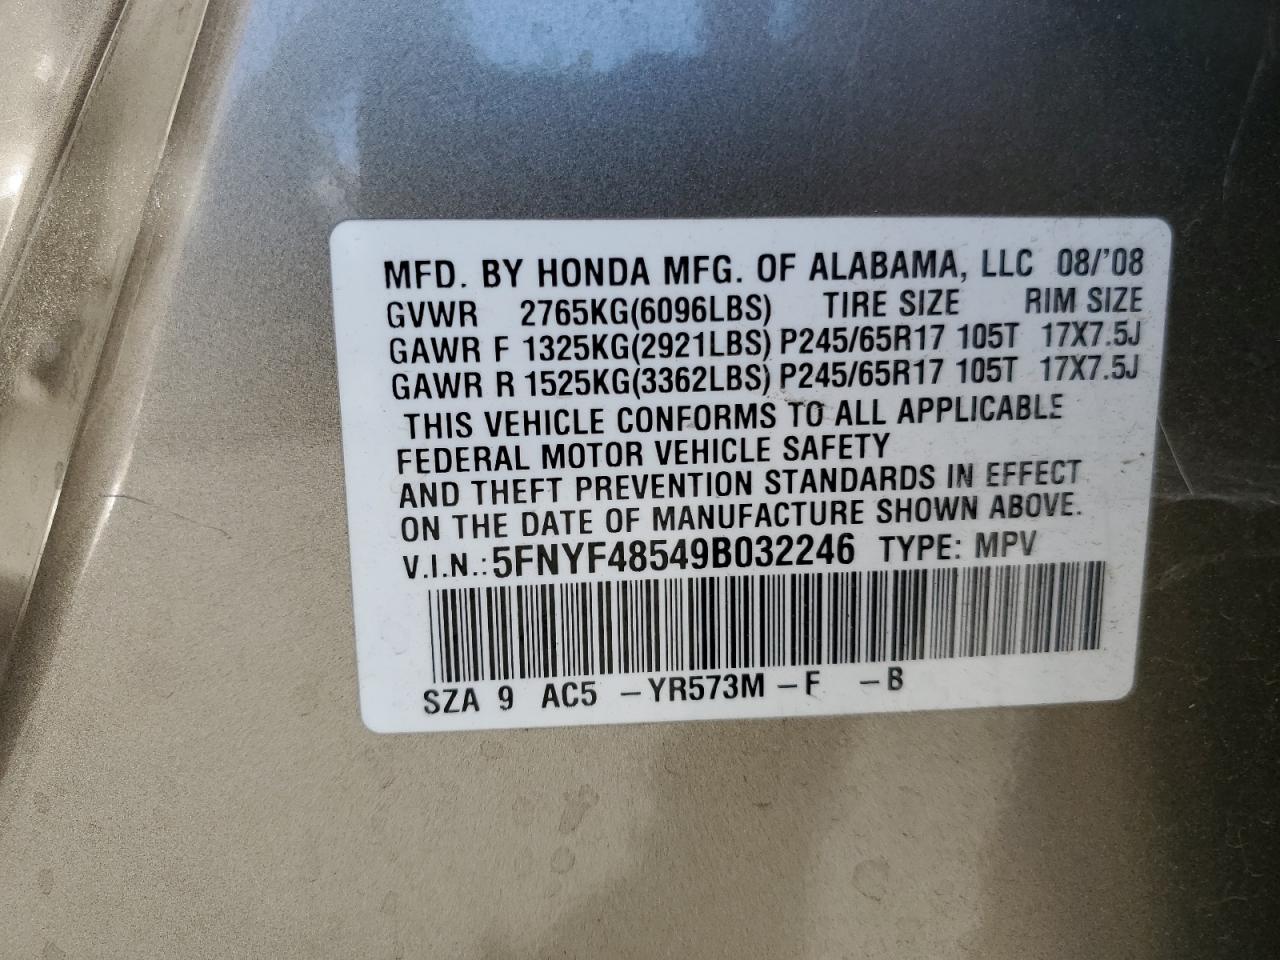 MFD. BY HONDA MFG. OF ALABAMA, LLC 08/'08
GVWR 2765KG(6096LBS) TIRE SIZE RIM SIZE
GAWR F 1325KG(2921LBS) P245/65R17 105T 17X7.5J
GAWR R 1525KG(3362LBS) P245/65R17 105T 17X7.5J
THIS VEHICLE CONFORMS TO ALL APPLICABLE
FEDERAL MOTOR VEHICLE SAFETY
AND THEFT PREVENTION STANDARDS IN EFFECT
ON THE DATE OF MANUFACTURE SHOWN ABOVE.
V.I.N.: 5FNYF48549B032246 TYPE: MPV
SZA 9 AC5 -YR573M -F -B